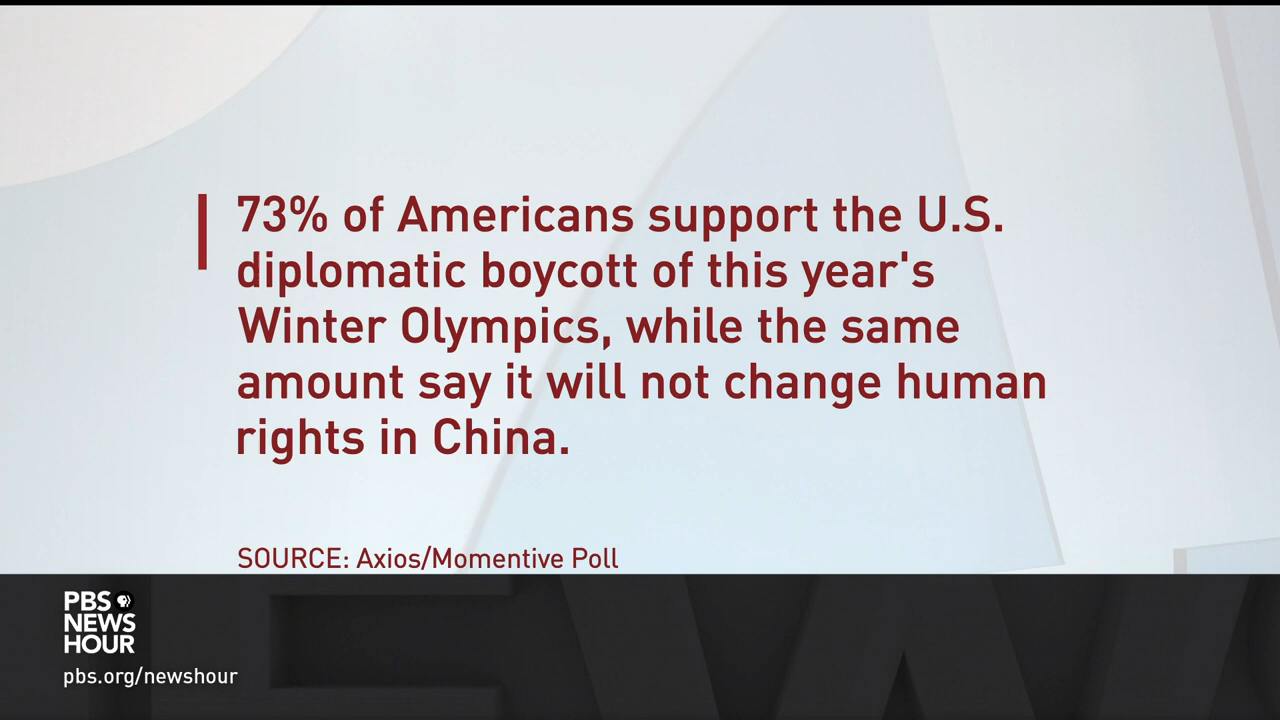 73% of Americans support the U.S.
diplomatic boycott of this year's
Winter Olympics, while the same
amount say it will not change human
rights in China.
SOURCE: Axios/Momentive Poll
PBS
NEWS
HOUR
pbs.org/newshour